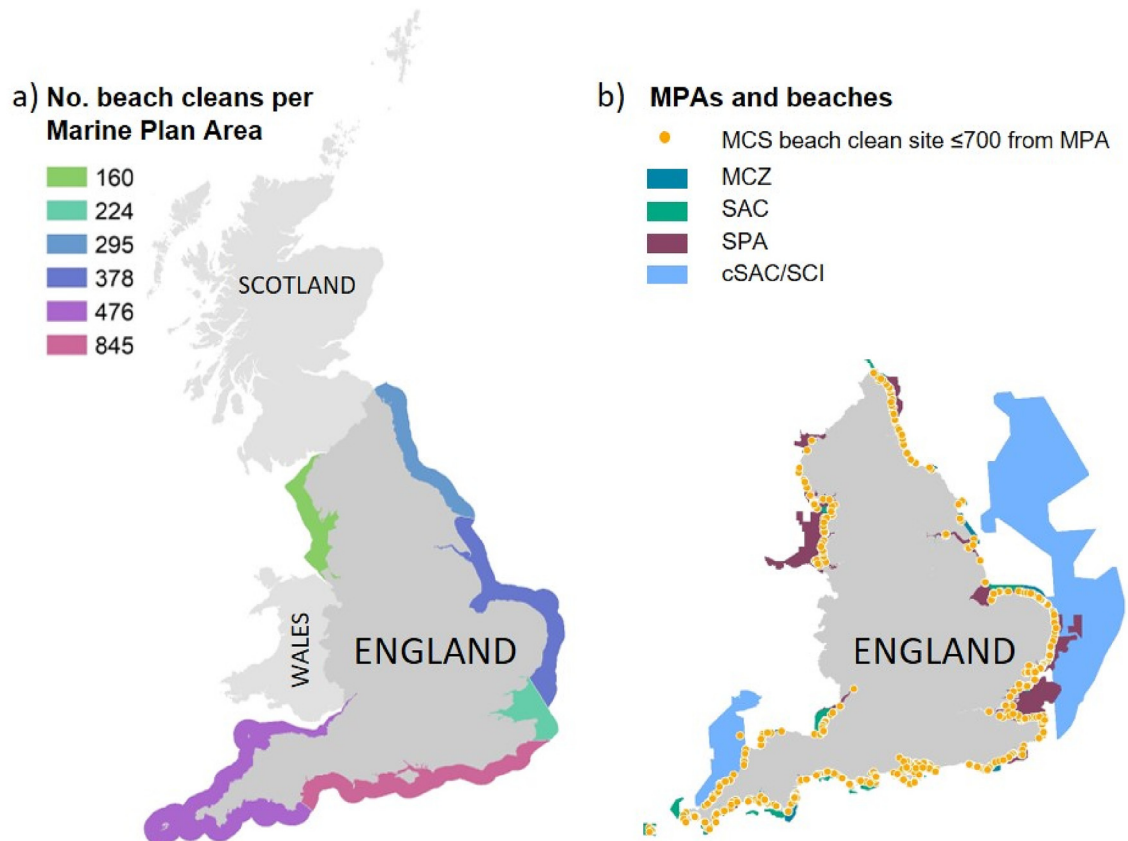 a) No. beach cleans per
Marine Plan Area
160
224
295
378
476
845
SCOTLAND
WALES
ENGLAND
b) MPAs and beaches
MCS beach clean site ≤700 from MPA
MCZ
SAC
SPA
cSAC/SCI
ENGLAND